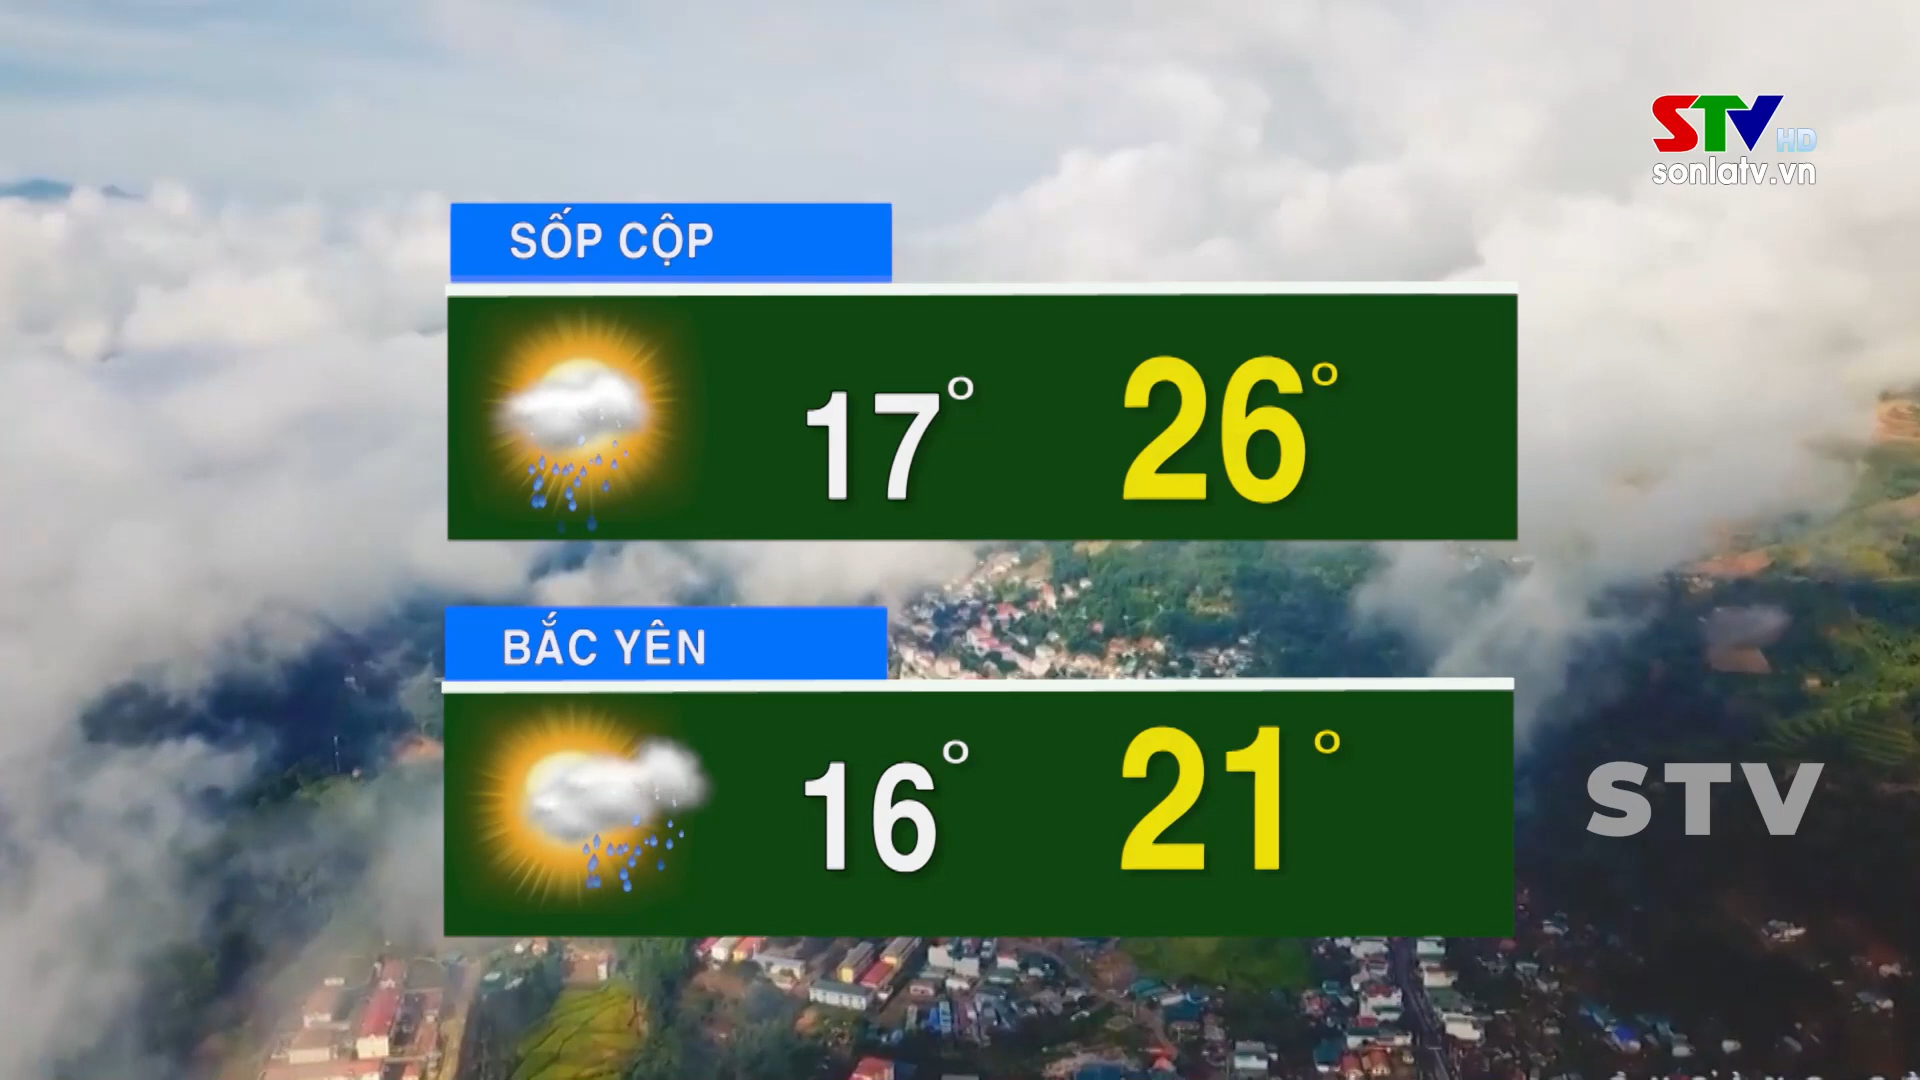 STV HD
sonlatv.vn
SỐP CỘP
17° 26°
BẮC YÊN
16° 21°
STV